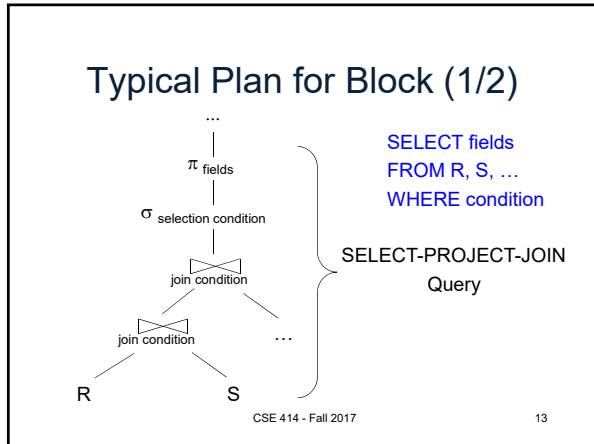 Typical Plan for Block (1/2)
...
π fields
σ selection condition
join condition
join condition
...
R
S
SELECT fields
FROM R, S, …
WHERE condition
SELECT-PROJECT-JOIN
Query
CSE 414 - Fall 2017
13